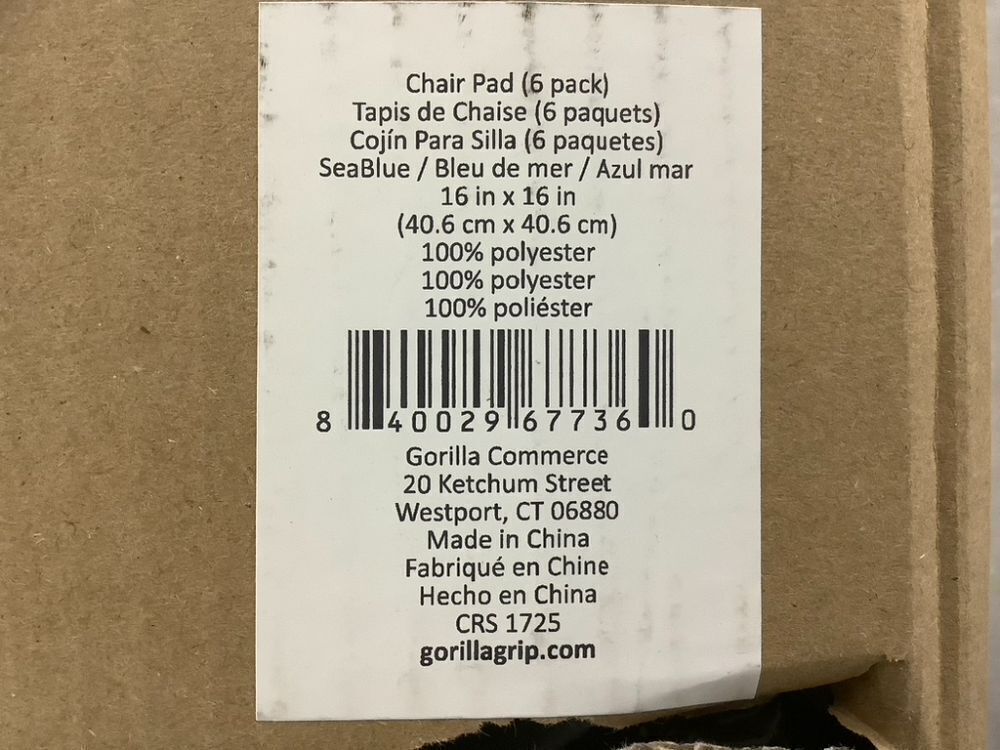 Chair Pad (6 pack)
Tapis de Chaise (6 paquets)
Cojín Para Silla (6 paquetes)
SeaBlue / Bleu de mer / Azul mar
16 in x 16 in
(40.6 cm x 40.6 cm)
100% polyester
100% polyester
100% poliéster
8 40029 67736 0
Gorilla Commerce
20 Ketchum Street
Westport, CT 06880
Made in China
Fabriqué en Chine
Hecho en China
CRS 1725
gorillagrip.com